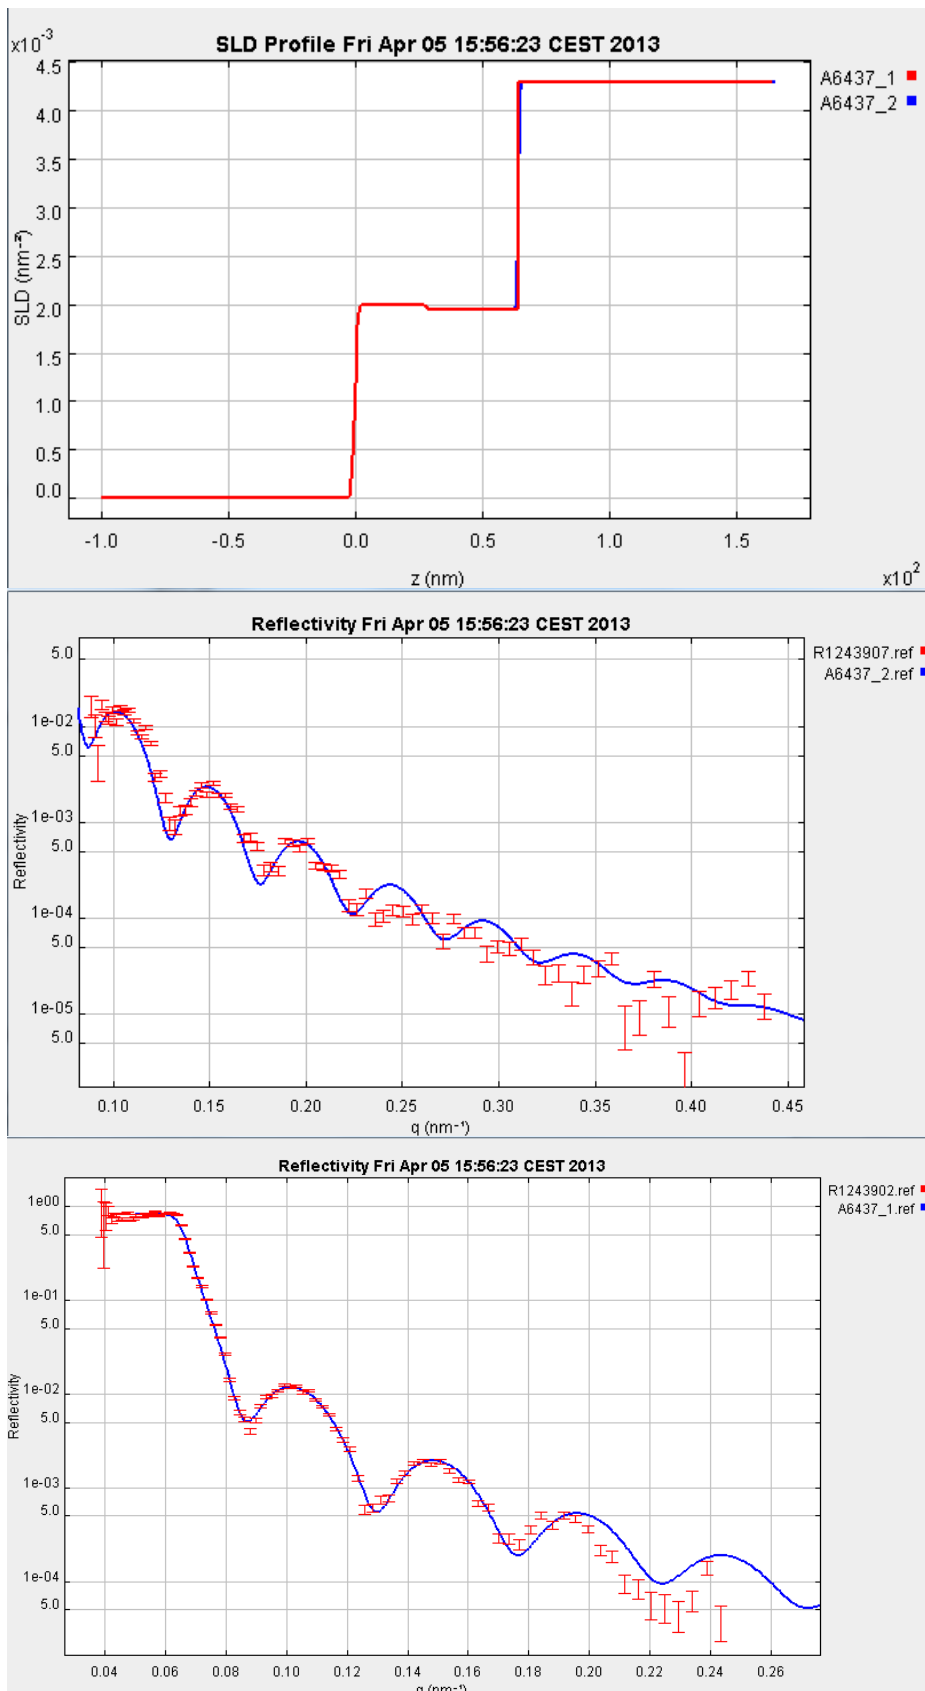 SLD Profile Fri Apr 05 15:56:23 CEST 2013
x10^-3
4.5
4.0
3.5
3.0
2.5
2.0
1.5
1.0
0.5
0.0
SLD (nm⁻²)
A6437_1
A6437_2
-1.0 -0.5 0.0 0.5 1.0 1.5
z (nm)
x10^2
Reflectivity Fri Apr 05 15:56:23 CEST 2013
5.0
1e-02
5.0
1e-03
5.0
1e-04
5.0
1e-05
5.0
Reflectivity
R1243907.ref
A6437_2.ref
0.10 0.15 0.20 0.25 0.30 0.35 0.40 0.45
q (nm⁻¹)
Reflectivity Fri Apr 05 15:56:23 CEST 2013
1e00
5.0
1e-01
5.0
1e-02
5.0
1e-03
5.0
1e-04
5.0
Reflectivity
R1243902.ref
A6437_1.ref
0.04 0.06 0.08 0.10 0.12 0.14 0.16 0.18 0.20 0.22 0.24 0.26
q (nm⁻¹)